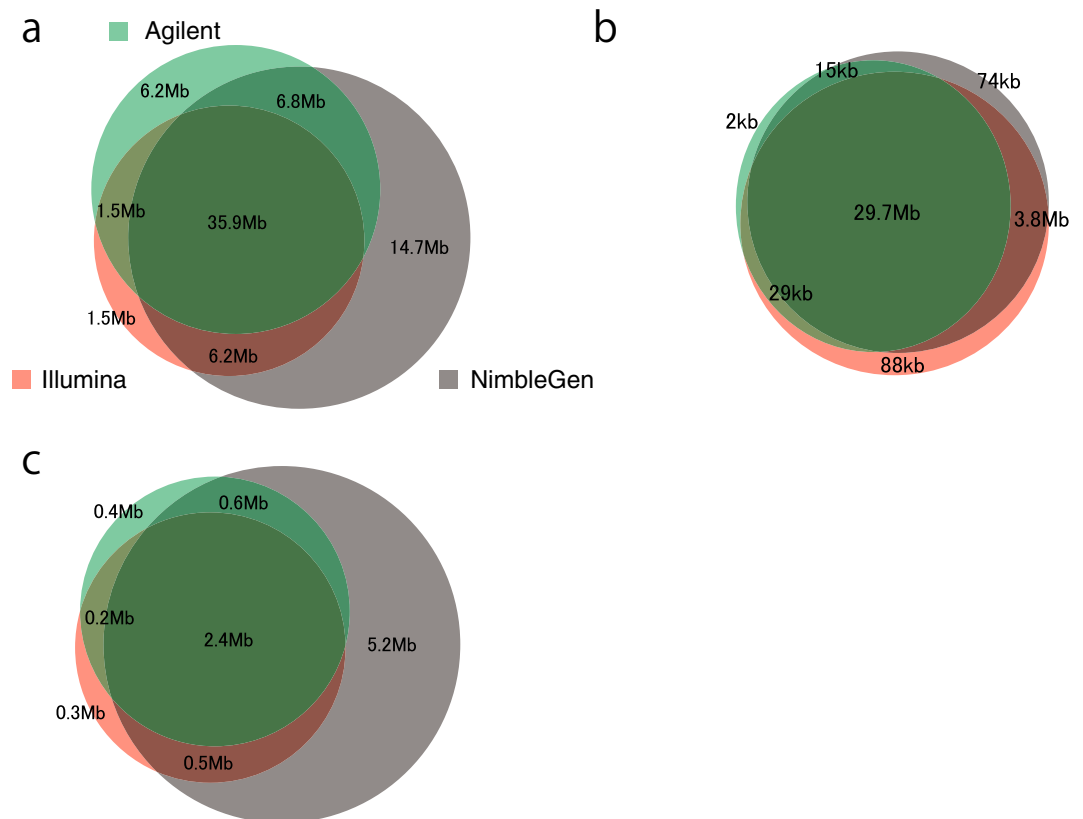 a
Agilent
6.2Mb
6.8Mb
1.5Mb
35.9Mb
14.7Mb
1.5Mb
6.2Mb
Illumina
NimbleGen
b
15kb
74kb
2kb
29.7Mb
3.8Mb
29kb
88kb
c
0.4Mb
0.6Mb
0.2Mb
2.4Mb
5.2Mb
0.3Mb
0.5Mb